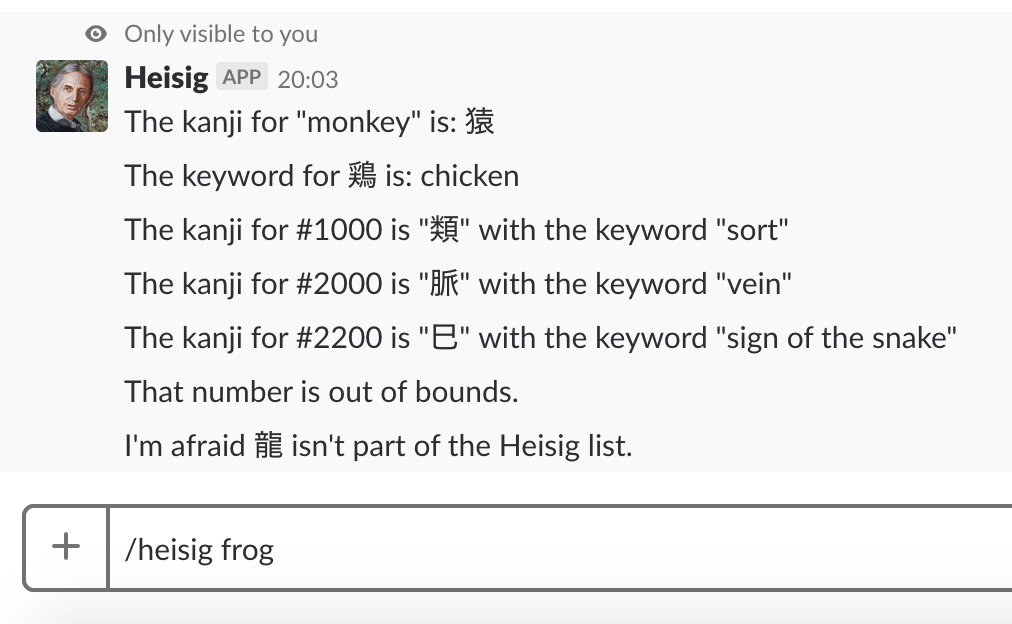 Only visible to you
Heisig APP 20:03
The kanji for "monkey" is: 猿
The keyword for 鶏 is: chicken
The kanji for #1000 is "類" with the keyword "sort"
The kanji for #2000 is "脈" with the keyword "vein"
The kanji for #2200 is "巳" with the keyword "sign of the snake"
That number is out of bounds.
I'm afraid 龍 isn't part of the Heisig list.
/heisig frog